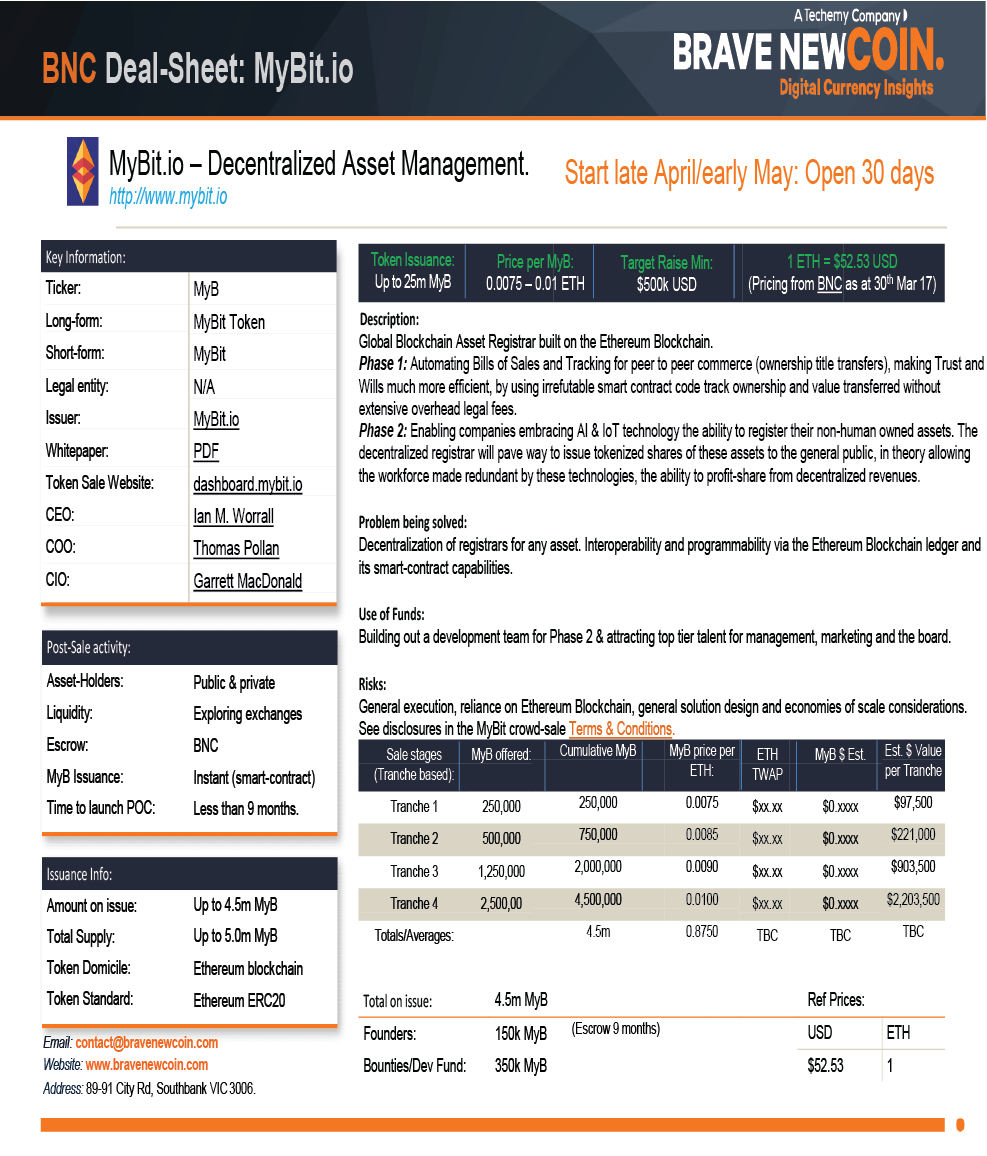 A Techemy Company
BNC Deal-Sheet: MyBit.io
BRAVE NEWCOIN.
Digital Currency Insights
MyBit.io – Decentralized Asset Management.
http://www.mybit.io
Start late April/early May: Open 30 days
Key Information:
Ticker: MyB
Long-form: MyBit Token
Short-form: MyBit
Legal entity: N/A
Issuer: MyBit.io
Whitepaper: PDF
Token Sale Website: dashboard.mybit.io
CEO: Ian M. Worrall
COO: Thomas Pollan
CIO: Garrett MacDonald
Post-Sale activity:
Asset-Holders: Public & private
Liquidity: Exploring exchanges
Escrow: BNC
MyB Issuance: Instant (smart-contract)
Time to launch POC: Less than 9 months.
Issuance Info:
Amount on issue: Up to 4.5m MyB
Total Supply: Up to 5.0m MyB
Token Domicile: Ethereum blockchain
Token Standard: Ethereum ERC20
Email: contact@bravenewcoin.com
Website: www.bravenewcoin.com
Address: 89-91 City Rd, Southbank VIC 3006.
Token Issuance: Price per MyB: Target Raise Min: 1 ETH = $52.53 USD
Up to 25m MyB 0.0075 – 0.01 ETH $500k USD (Pricing from BNC as at 30th Mar 17)
Description:
Global Blockchain Asset Registrar built on the Ethereum Blockchain.
Phase 1: Automating Bills of Sales and Tracking for peer to peer commerce (ownership title transfers), making Trust and
Wills much more efficient, by using irrefutable smart contract code track ownership and value transferred without
extensive overhead legal fees.
Phase 2: Enabling companies embracing AI & IoT technology the ability to register their non-human owned assets. The
decentralized registrar will pave way to issue tokenized shares of these assets to the general public, in theory allowing
the workforce made redundant by these technologies, the ability to profit-share from decentralized revenues.
Problem being solved:
Decentralization of registrars for any asset. Interoperability and programmability via the Ethereum Blockchain ledger and
its smart-contract capabilities.
Use of Funds:
Building out a development team for Phase 2 & attracting top tier talent for management, marketing and the board.
Risks:
General execution, reliance on Ethereum Blockchain, general solution design and economies of scale considerations.
See disclosures in the MyBit crowd-sale Terms & Conditions.
Sale stages MyB offered: Cumulative MyB MyB price per ETH MyB $ Est. Est. $ Value
(Tranche based): ETH: TWAP per Tranche
Tranche 1 250,000 250,000 0.0075 $xx.xx $0.xxxx $97,500
Tranche 2 500,000 750,000 0.0085 $xx.xx $0.xxxx $221,000
Tranche 3 1,250,000 2,000,000 0.0090 $xx.xx $0.xxxx $903,500
Tranche 4 2,500,00 4,500,000 0.0100 $xx.xx $0.xxxx $2,203,500
Totals/Averages: 4.5m 0.8750 TBC TBC TBC
Total on issue: 4.5m MyB Ref Prices:
Founders: 150k MyB (Escrow 9 months) USD ETH
Bounties/Dev Fund: 350k MyB $52.53 1